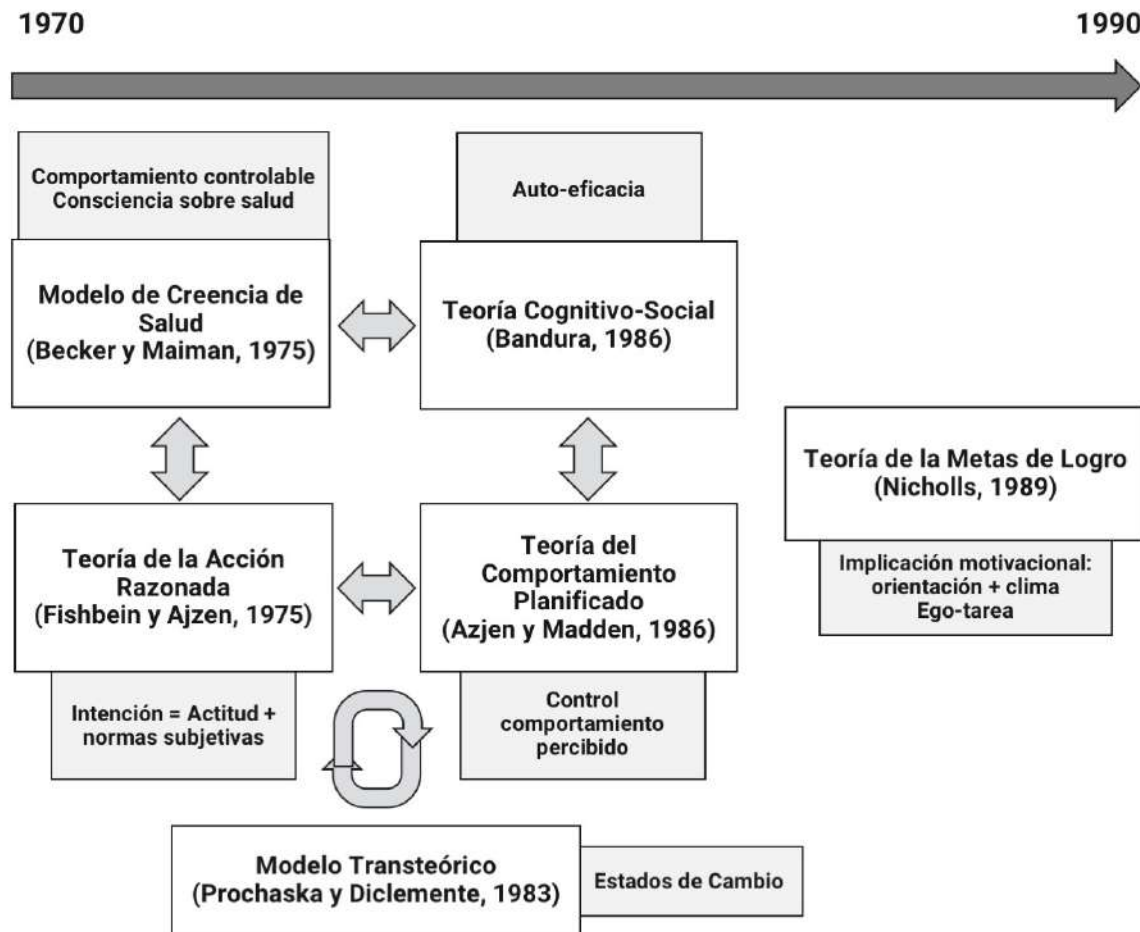 1970
1990
Comportamiento controlable
Consciencia sobre salud
Modelo de Creencia de
Salud
(Becker y Maiman, 1975)
Auto-eficacia
Teoría Cognitivo-Social
(Bandura, 1986)
Teoría de la Metas de Logro
(Nicholls, 1989)
Implicación motivacional:
orientación + clima
Ego-tarea
Teoría de la Acción
Razonada
(Fishbein y Ajzen, 1975)
Intención = Actitud +
normas subjetivas
Teoría del
Comportamiento
Planificado
(Azjen y Madden, 1986)
Control
comportamiento
percibido
Modelo Transteórico
(Prochaska y Diclemente, 1983)
Estados de Cambio